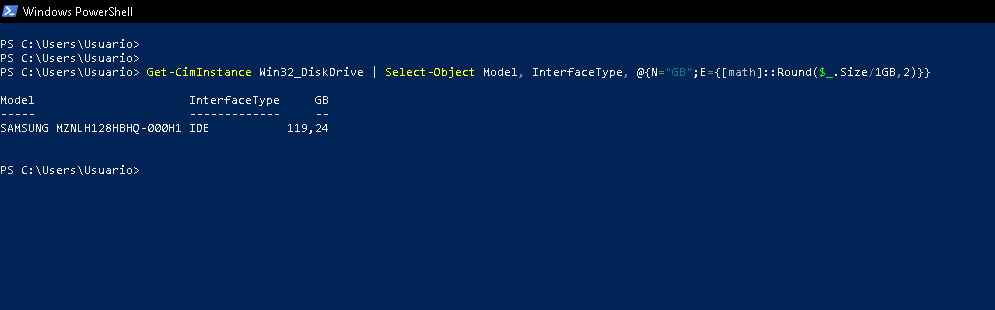 Windows PowerShell
PS C:\Users\Usuario>
PS C:\Users\Usuario>
PS C:\Users\Usuario> Get-CimInstance Win32_DiskDrive | Select-Object Model, InterfaceType, @{N="GB";E={[math]::Round($_.Size/1GB,2)}}
Model InterfaceType GB
----- ------------- --
SAMSUNG MZNLH128HBHQ-000H1 IDE 119,24
PS C:\Users\Usuario>